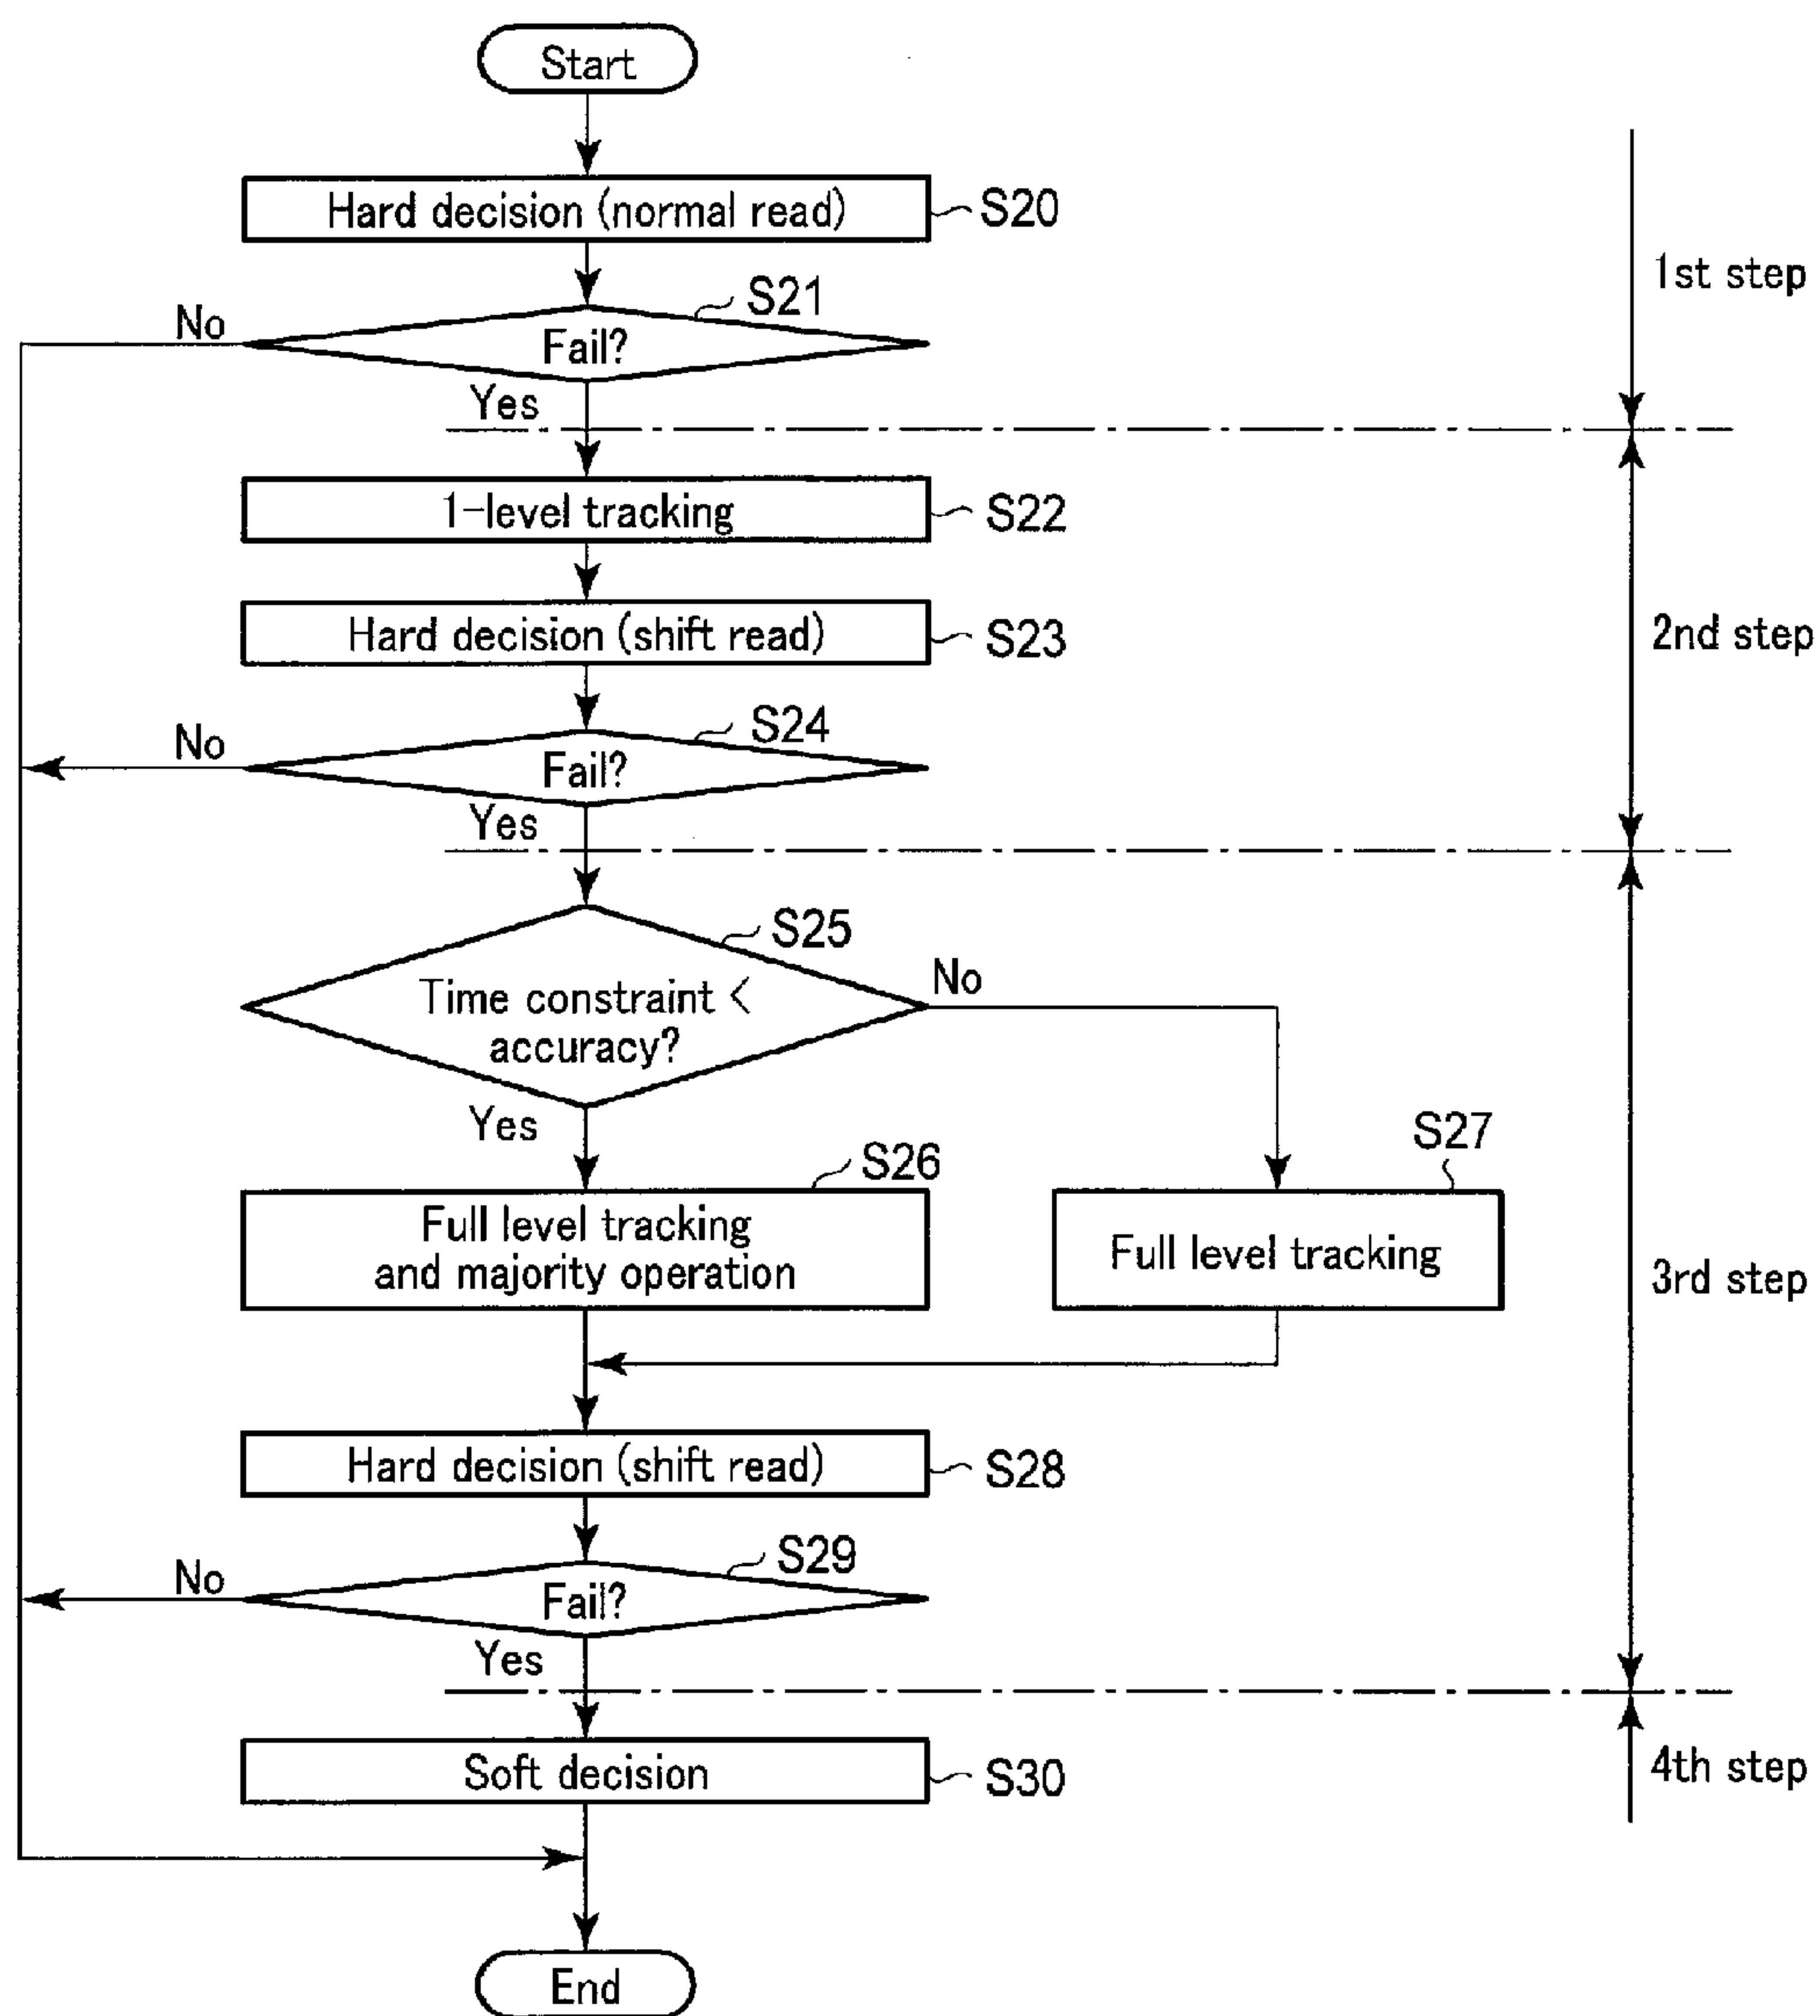 Start
Hard decision (normal read)
S20
S21
No
Fail?
Yes
1st step
1-level tracking
S22
Hard decision (shift read)
S23
2nd step
S24
No
Fail?
Yes
S25
No
Time constraint <
accuracy?
Yes
S26
S27
Full level tracking
and majority operation
Full level tracking
3rd step
Hard decision (shift read)
S28
S29
No
Fail?
Yes
Soft decision
S30
4th step
End